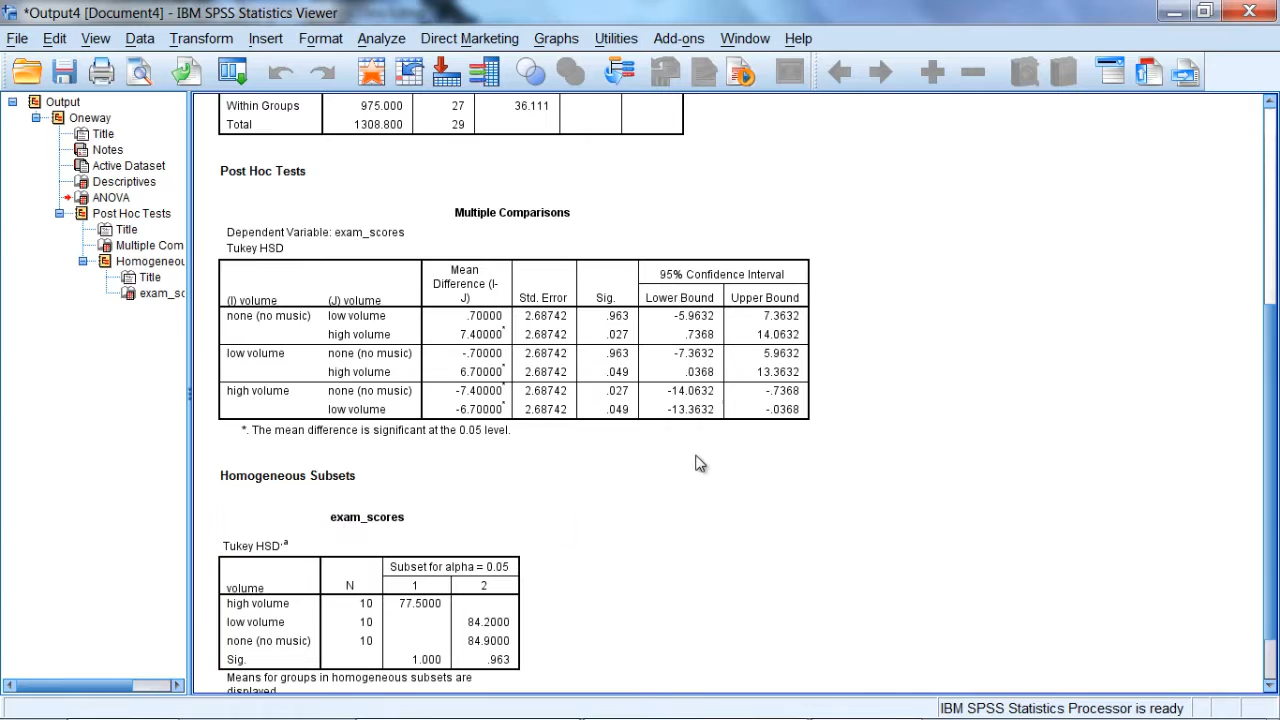 *Output4 [Document4] - IBM SPSS Statistics Viewer
File Edit View Data Transform Insert Format Analyze Direct Marketing Graphs Utilities Add-ons Window Help
Output
Oneway
Title
Notes
Active Dataset
Descriptives
ANOVA
Post Hoc Tests
Title
Multiple Com
Homogeneou
Title
exam_sc
Within Groups 975.000 27 36.111
Total 1308.800 29
Post Hoc Tests
Multiple Comparisons
Dependent Variable: exam_scores
Tukey HSD
(I) volume (J) volume Mean Difference (I-J) Std. Error Sig. 95% Confidence Interval
Lower Bound Upper Bound
none (no music) low volume .70000 2.68742 .963 -5.9632 7.3632
high volume 7.40000* 2.68742 .027 .7368 14.0632
low volume none (no music) -.70000 2.68742 .963 -7.3632 5.9632
high volume 6.70000* 2.68742 .049 .0368 13.3632
high volume none (no music) -7.40000* 2.68742 .027 -14.0632 -.7368
low volume -6.70000* 2.68742 .049 -13.3632 -.0368
*. The mean difference is significant at the 0.05 level.
Homogeneous Subsets
exam_scores
Tukey HSD,a
volume N Subset for alpha = 0.05
1 2
high volume 10 77.5000
low volume 10 84.2000
none (no music) 10 84.9000
Sig. 1.000 .963
Means for groups in homogeneous subsets are
displayed
IBM SPSS Statistics Processor is ready